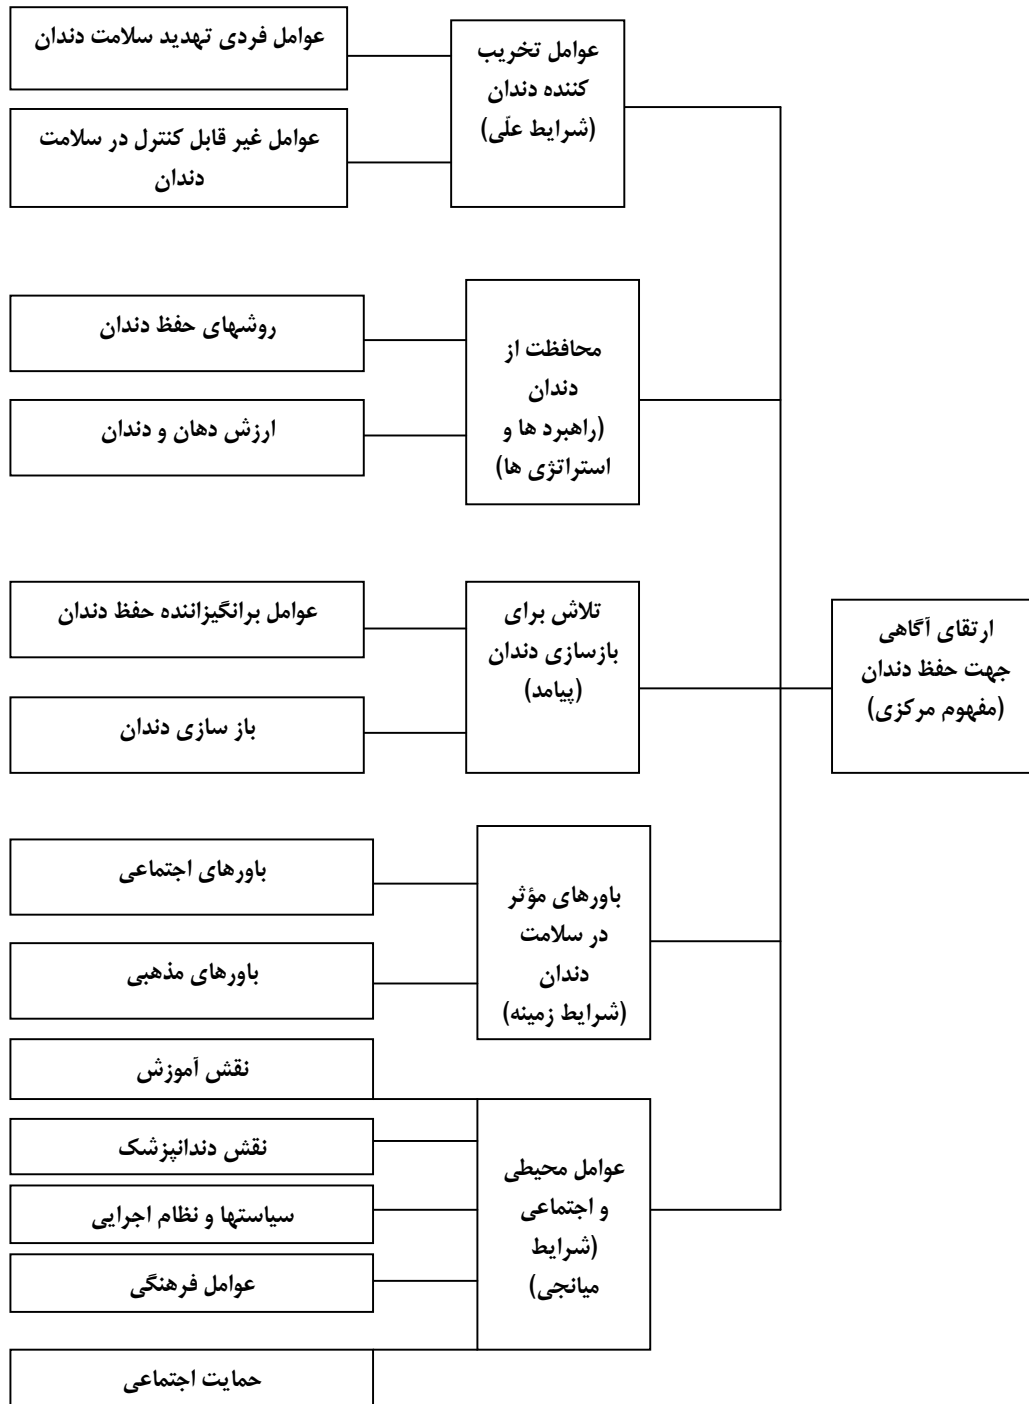 عوامل فردی تهدید سلامت دندان
عوامل غیر قابل کنترل در سلامت
دندان
عوامل تخریب
کننده دندان
(شرایط علّی)
روشهای حفظ دندان
ارزش دهان و دندان
محافظت از
دندان
(راهبرد ها و
استراتژی ها)
عوامل برانگیزاننده حفظ دندان
باز سازی دندان
تلاش برای
بازسازی دندان
(پیامد)
ارتقای آگاهی
جهت حفظ دندان
(مفهوم مرکزی)
باورهای اجتماعی
باورهای مذهبی
باورهای مؤثر
در سلامت
دندان
(شرایط زمینه)
نقش آموزش
نقش دندانپزشک
سیاستها و نظام اجرایی
عوامل فرهنگی
حمایت اجتماعی
عوامل محیطی
و اجتماعی
(شرایط
میانجی)